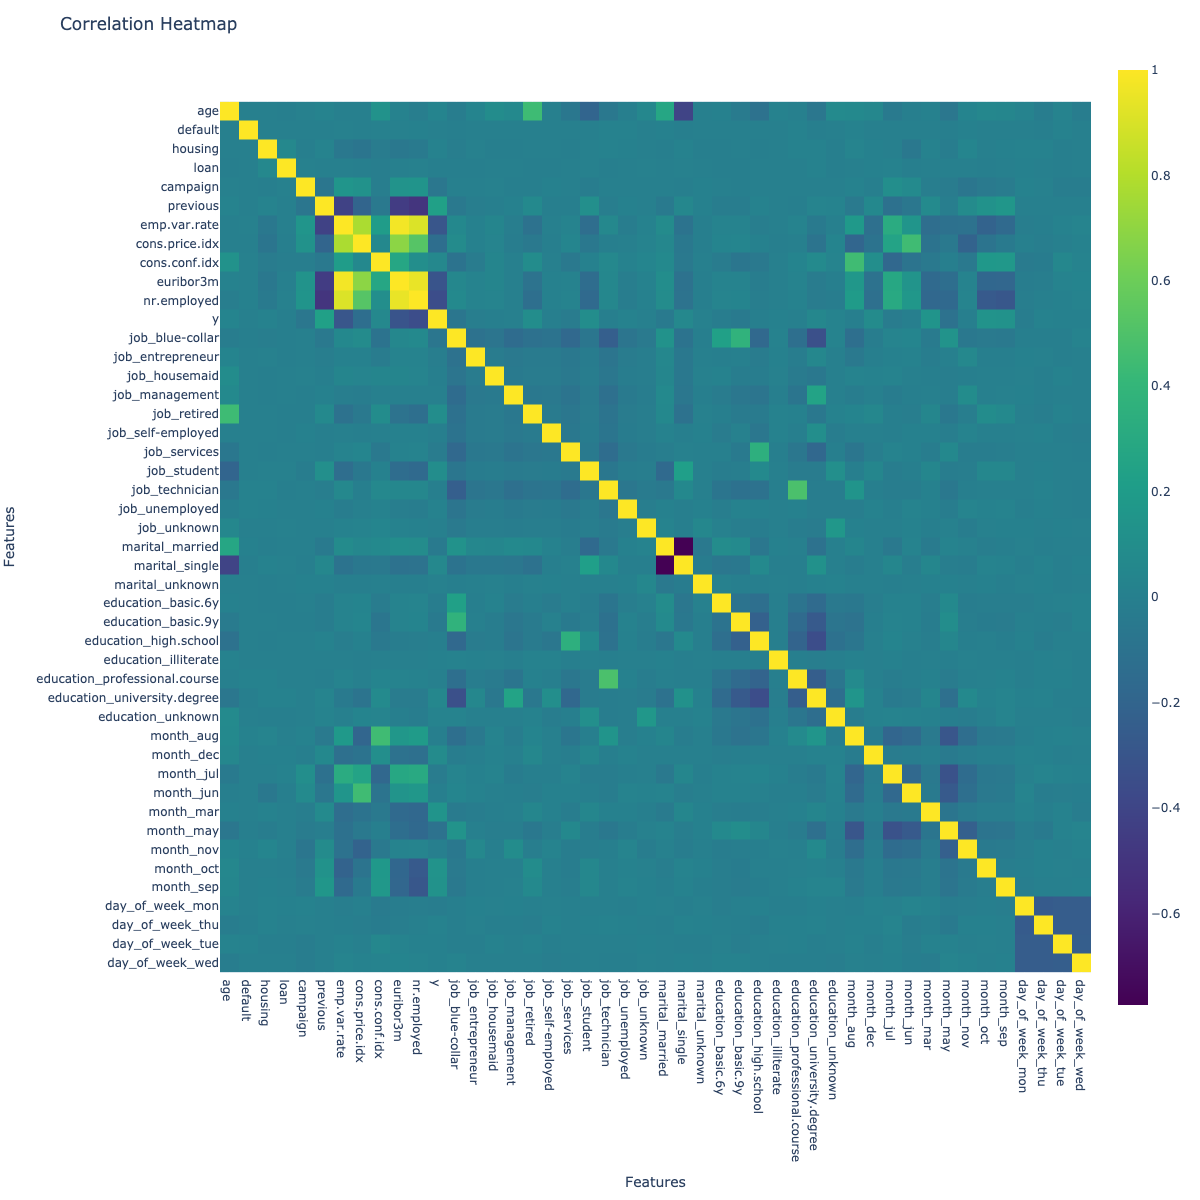 Correlation Heatmap
Features
age
default
housing
loan
campaign
previous
emp.var.rate
cons.price.idx
cons.conf.idx
euribor3m
nr.employed
y
job_blue-collar
job_entrepreneur
job_housemaid
job_management
job_retired
job_self-employed
job_services
job_student
job_technician
job_unemployed
job_unknown
marital_married
marital_single
marital_unknown
education_basic.6y
education_basic.9y
education_high.school
education_illiterate
education_professional.course
education_university.degree
education_unknown
month_aug
month_dec
month_jul
month_jun
month_mar
month_may
month_nov
month_oct
month_sep
day_of_week_mon
day_of_week_thu
day_of_week_tue
day_of_week_wed
age
default
housing
loan
campaign
previous
emp.var.rate
cons.price.idx
cons.conf.idx
euribor3m
nr.employed
y
job_blue-collar
job_entrepreneur
job_housemaid
job_management
job_retired
job_self-employed
job_services
job_student
job_technician
job_unemployed
job_unknown
marital_married
marital_single
marital_unknown
education_basic.6y
education_basic.9y
education_high.school
education_illiterate
education_professional.course
education_university.degree
education_unknown
month_aug
month_dec
month_jul
month_jun
month_mar
month_may
month_nov
month_oct
month_sep
day_of_week_mon
day_of_week_thu
day_of_week_tue
day_of_week_wed
Features
1
0.8
0.6
0.4
0.2
0
−0.2
−0.4
−0.6